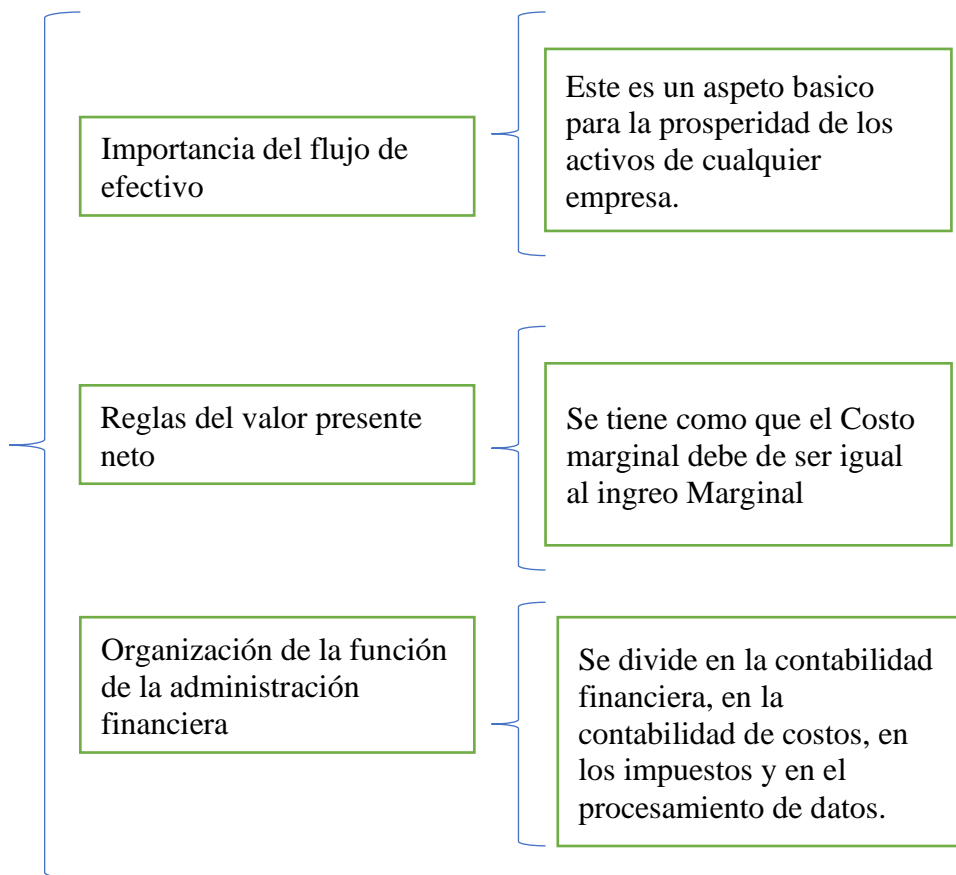 Importancia del flujo de
efectivo
Este es un aspeto basico
para la prosperidad de los
activos de cualquier
empresa.
Reglas del valor presente
neto
Se tiene como que el Costo
marginal debe de ser igual
al ingreo Marginal
Organización de la función
de la administración
financiera
Se divide en la contabilidad
financiera, en la
contabilidad de costos, en
los impuestos y en el
procesamiento de datos.